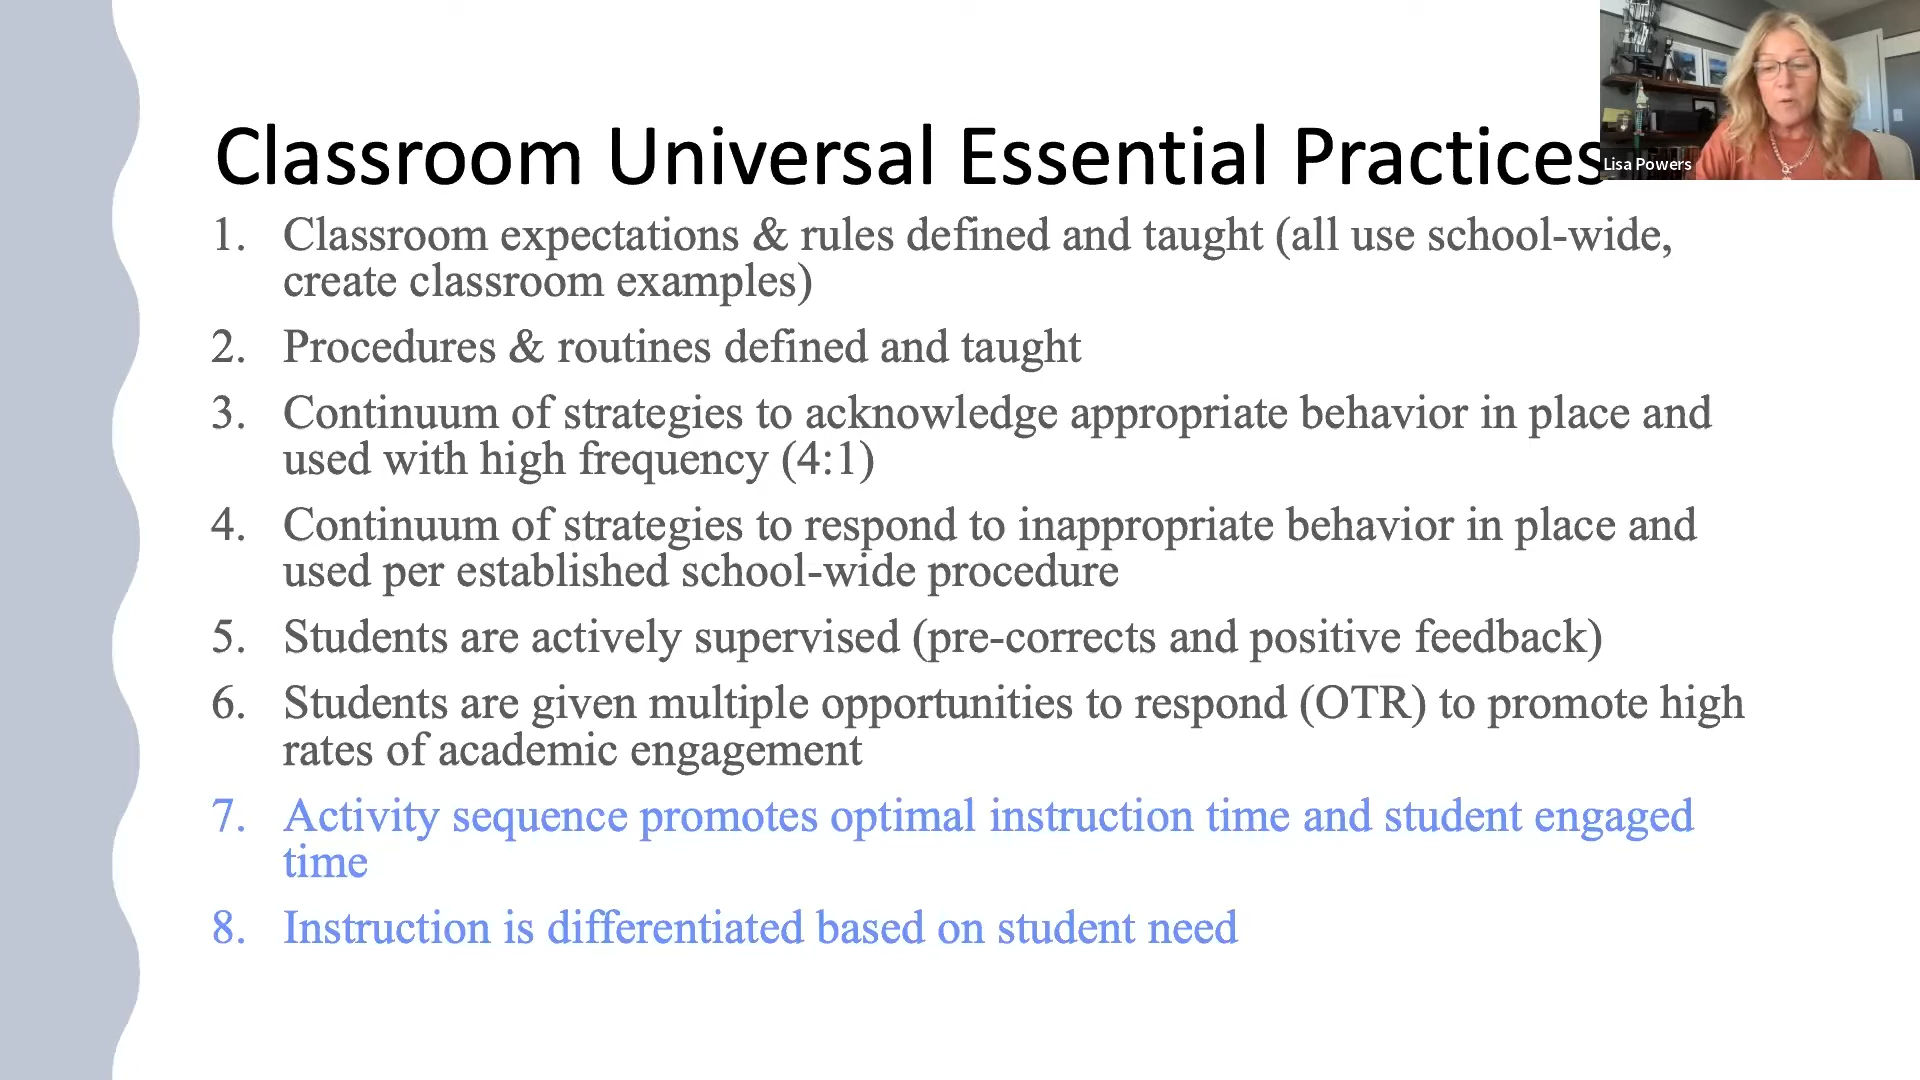 Classroom Universal Essential Practices
Lisa Powers
1. Classroom expectations & rules defined and taught (all use school-wide,
create classroom examples)
2. Procedures & routines defined and taught
3. Continuum of strategies to acknowledge appropriate behavior in place and
used with high frequency (4:1)
4. Continuum of strategies to respond to inappropriate behavior in place and
used per established school-wide procedure
5. Students are actively supervised (pre-corrects and positive feedback)
6. Students are given multiple opportunities to respond (OTR) to promote high
rates of academic engagement
7. Activity sequence promotes optimal instruction time and student engaged
time
8. Instruction is differentiated based on student need